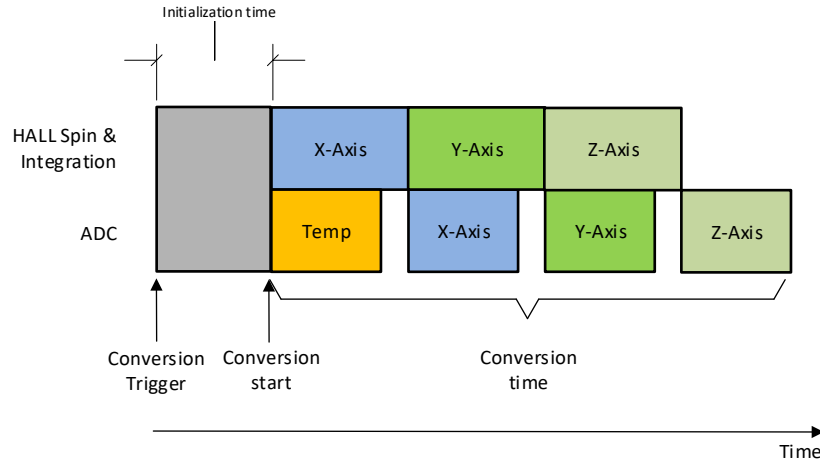 Initialization time
HALL Spin &
Integration
X-Axis
Y-Axis
Z-Axis
ADC
Temp
X-Axis
Y-Axis
Z-Axis
Conversion
Trigger
Conversion
start
Conversion
time
Time